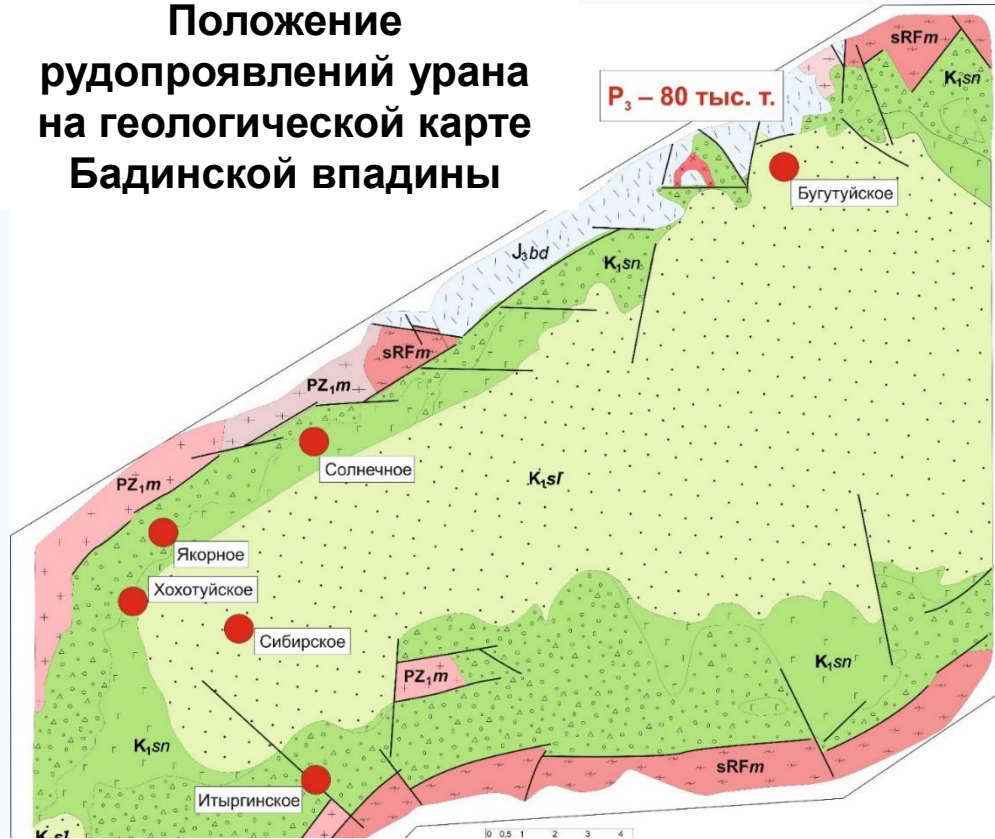 Положение
рудопроявлений урана
на геологической карте
Бадинской впадины
sRFm
K₁sn
P₃ – 80 тыс. т.
Бугутуйское
J₃bd
K₁sn
sRFm
PZ₁m
Солнечное
PZ₁m
K₁sl
Якорное
Хохотуйское
Сибирское
K₁sn
PZ₁m
K₁sn
sRFm
Итыргинское
K₁sl
0 0,5 1 2 3 4